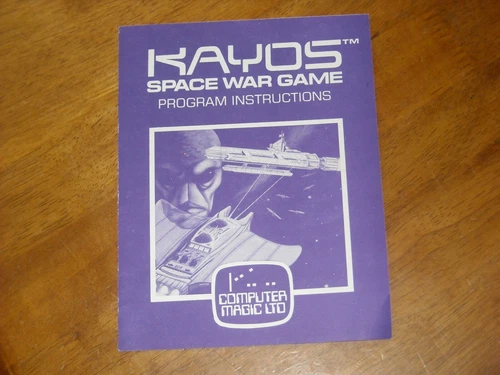 KAYOS™
SPACE WAR GAME
PROGRAM INSTRUCTIONS
COMPUTER
MAGIC LTD